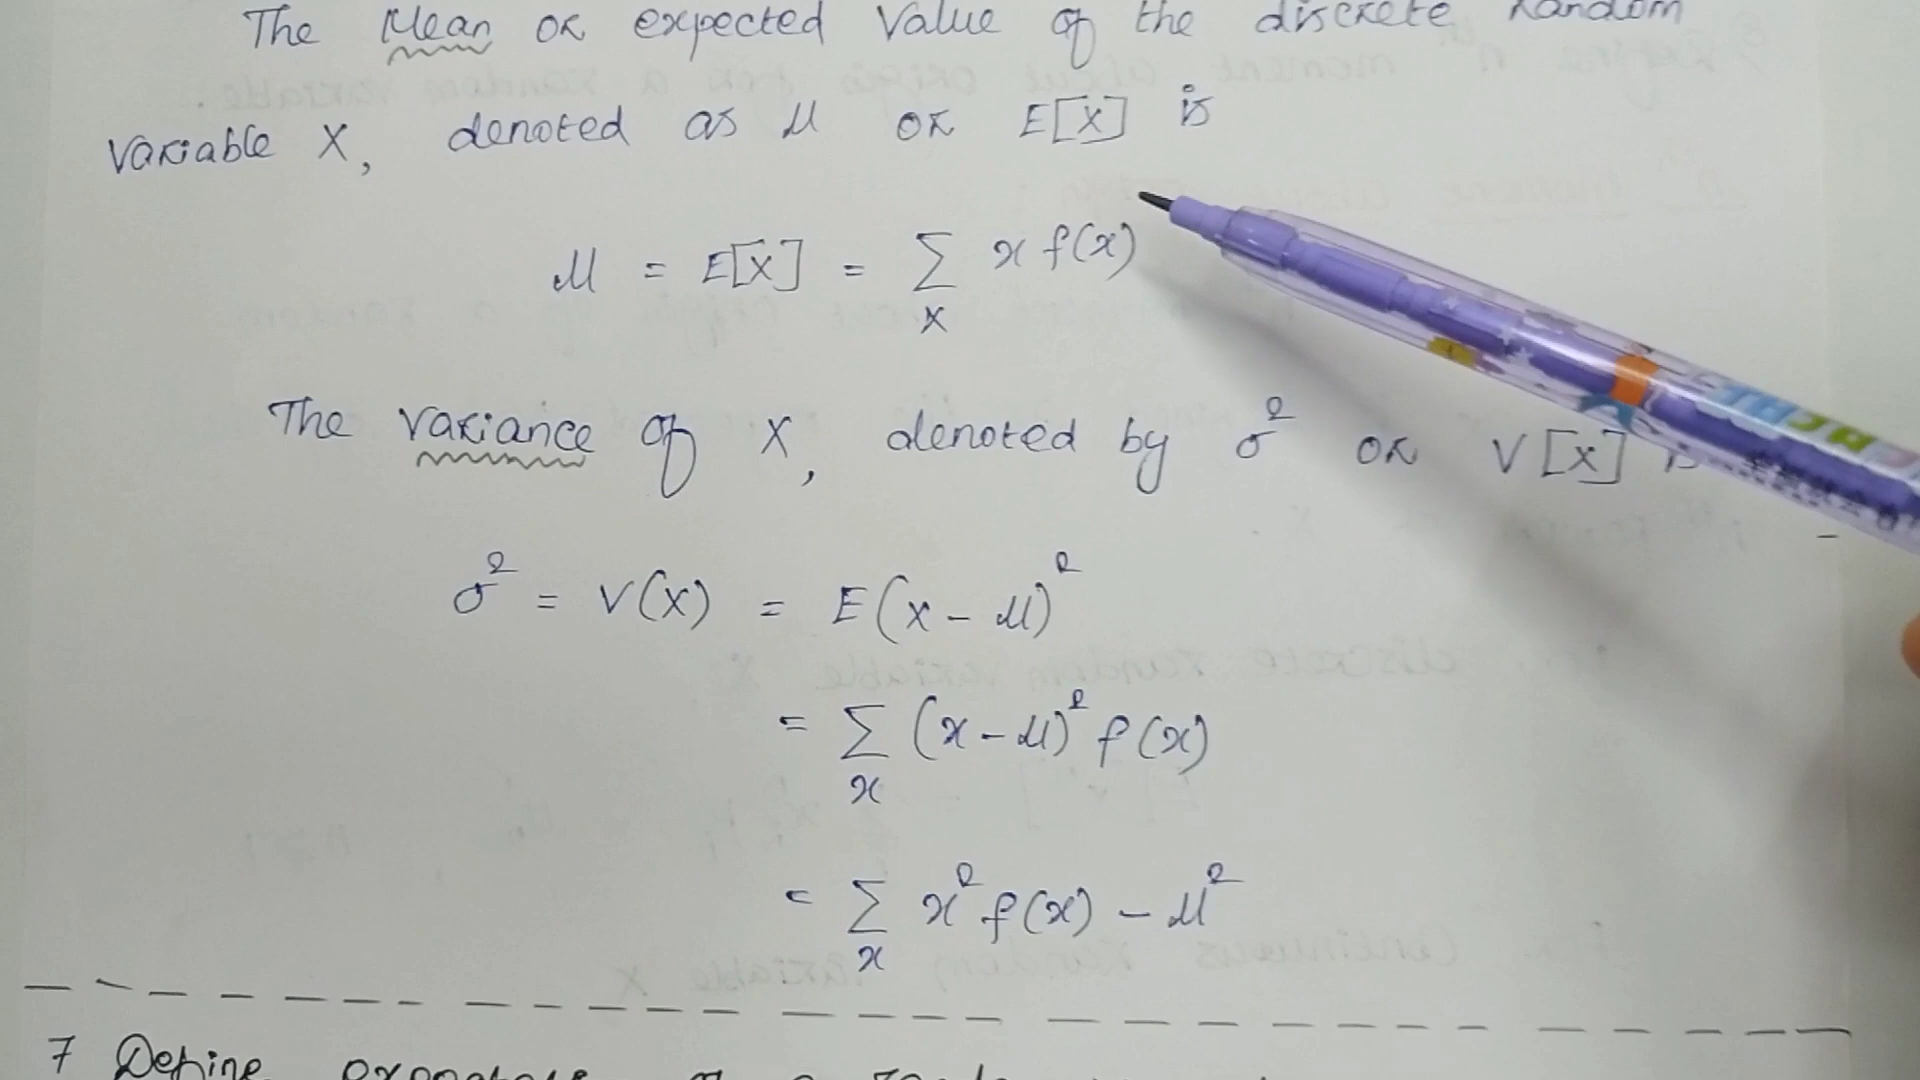 The Mean or expected value of the discrete random
variable X, denoted as μ or E[X] is
μ = E[X] = Σ x f(x)
x
The variance of X, denoted by σ² or V[X] is
σ² = V(X) = E(X - μ)²
= Σ (x - μ)² f(x)
x
= Σ x² f(x) - μ²
x
7 Define